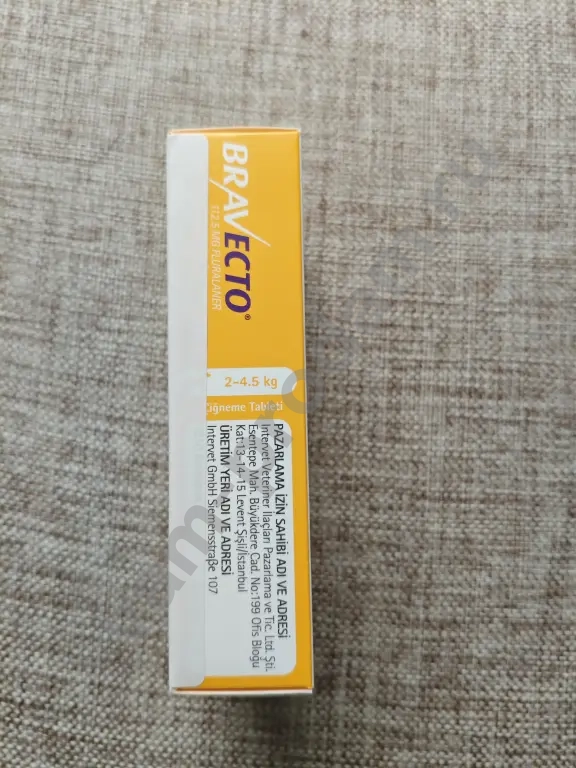 BRAVECTO®
112,5 MG FLURALANER
2-4.5 kg
Çiğneme Tableti
PAZARLAMA İZİN SAHİBİ ADI VE ADRESİ
Intervet Veteriner İlaçları Pazarlama ve Tic. Ltd. Şti.
Esentepe Mah. Büyükdere Cad. No:199 Ofis Bloğu
Kat:13-14-15 Levent Şişli/İstanbul
ÜRETİM YERİ ADI VE ADRESİ
Intervet GmbH Siemensstraße 107